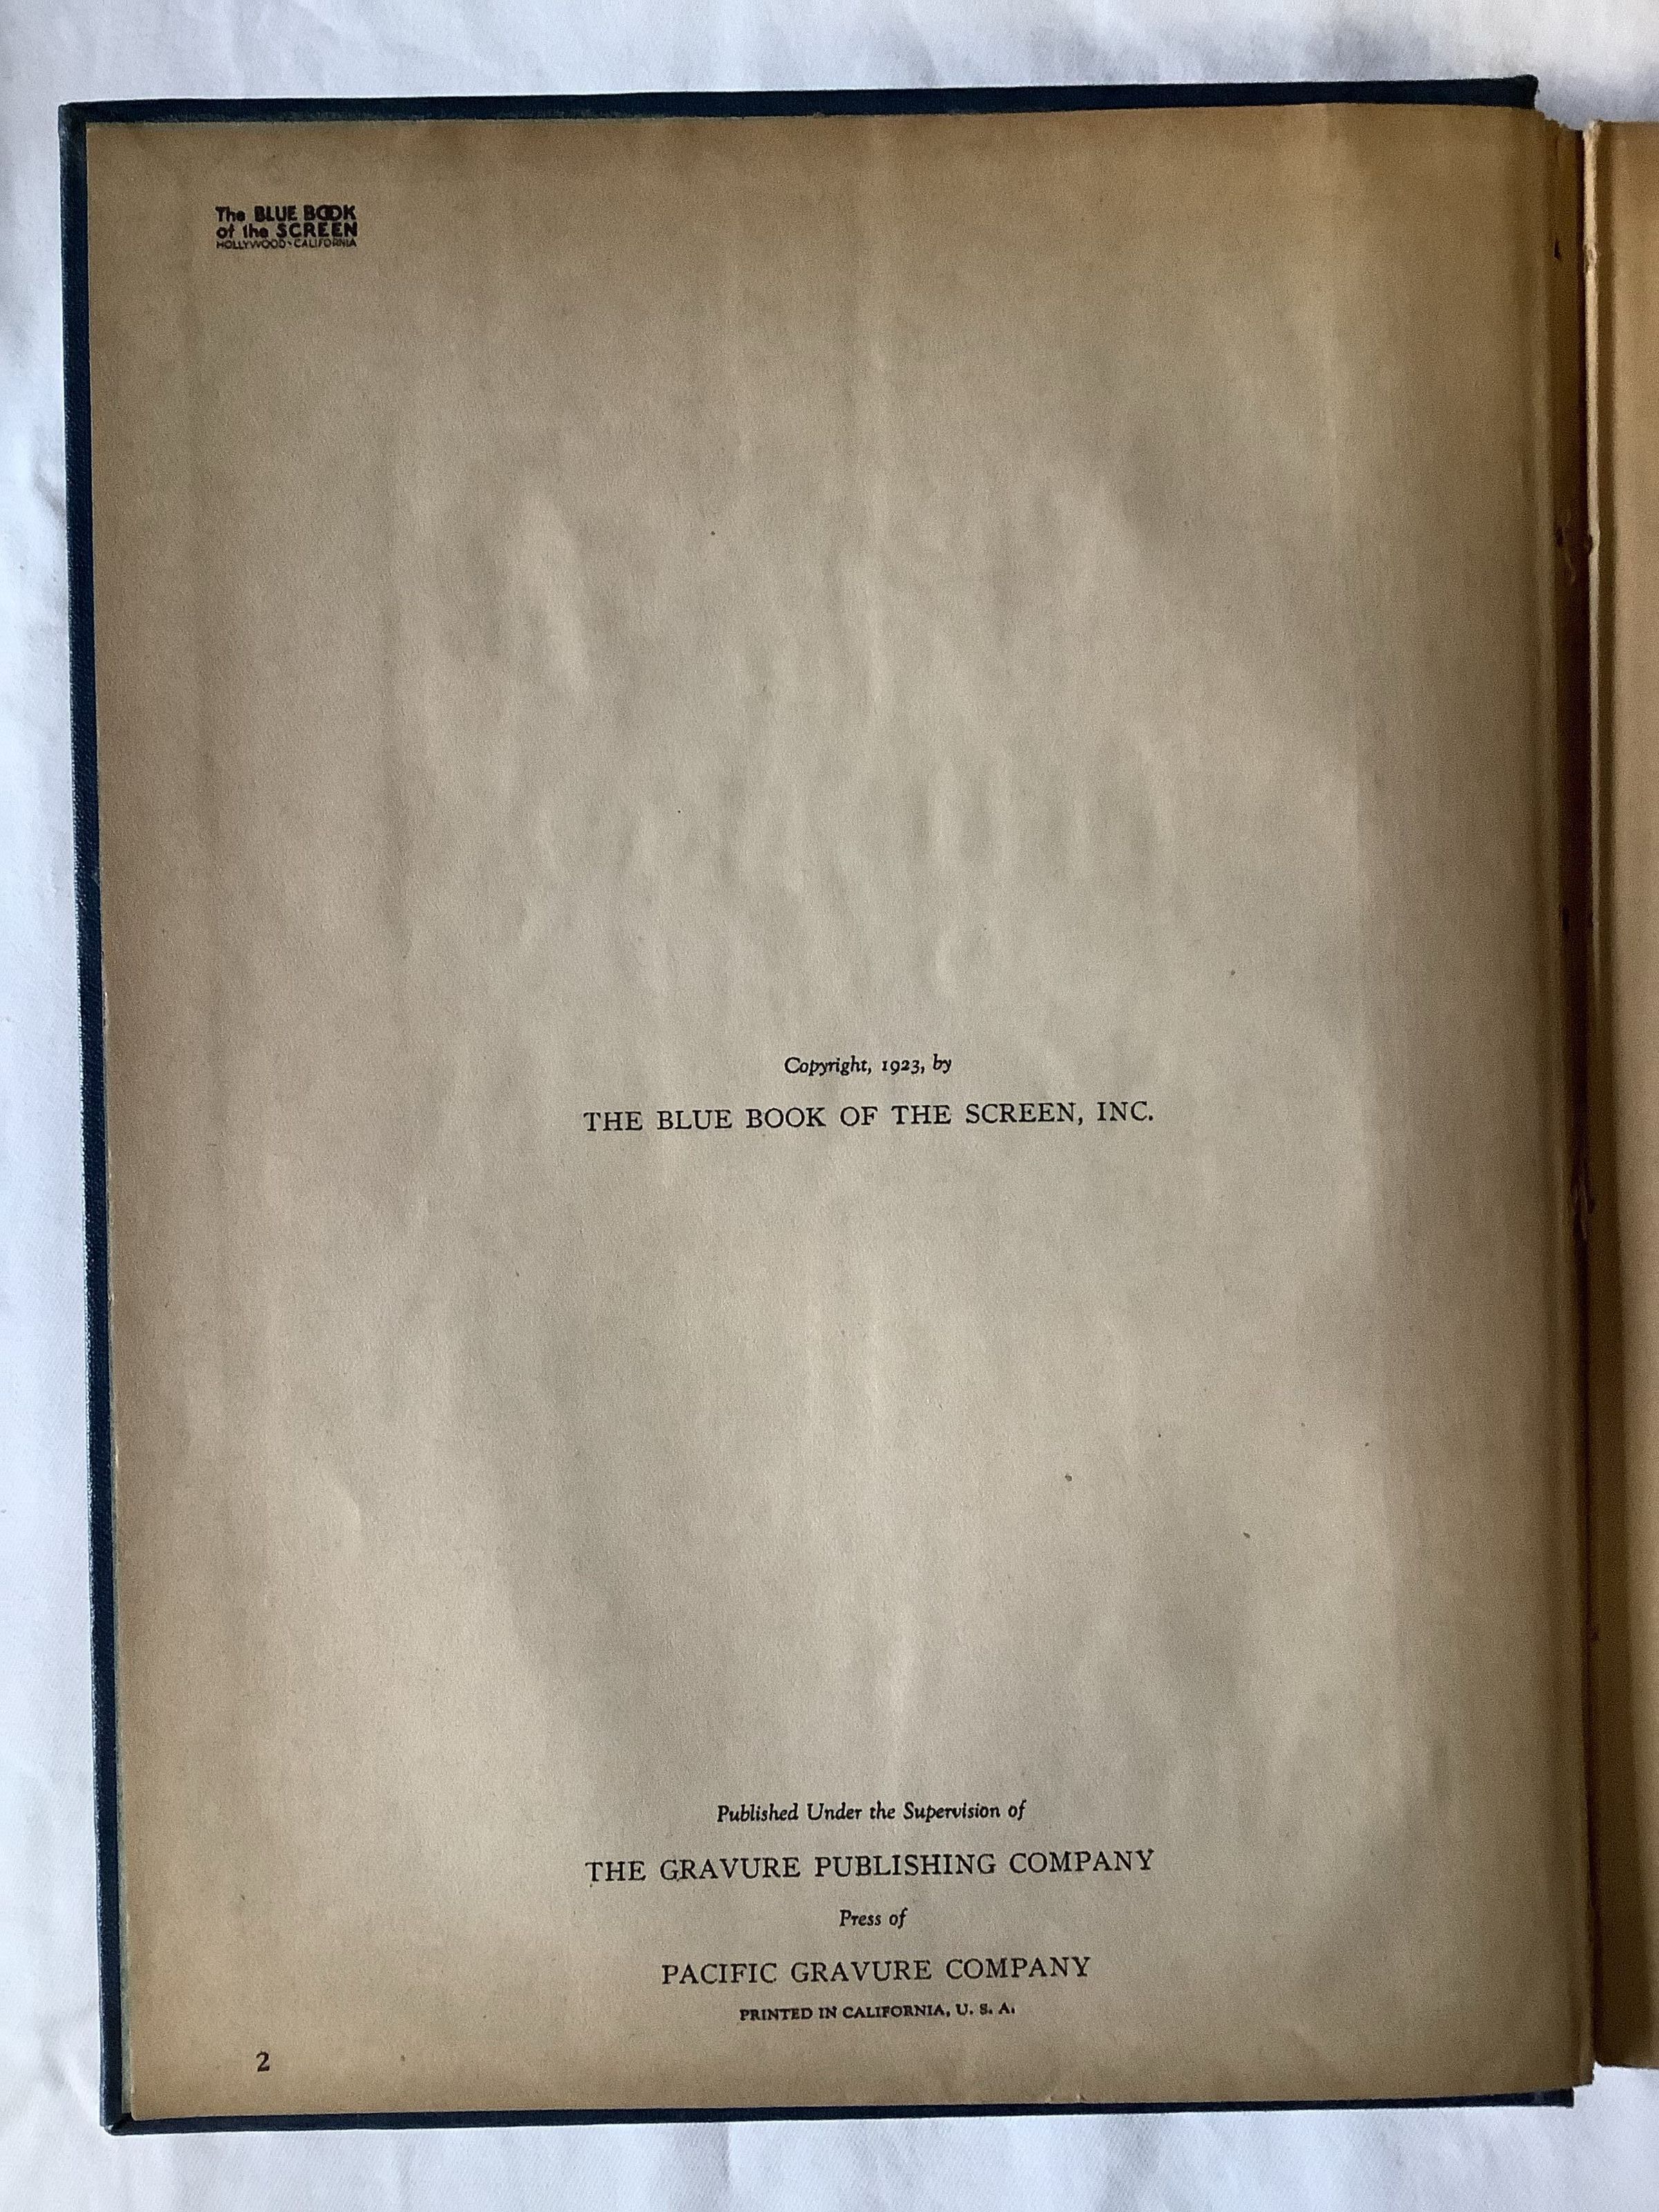 The BLUE BOOK
of the SCREEN
HOLLYWOOD - CALIFORNIA
Copyright, 1923, by
THE BLUE BOOK OF THE SCREEN, INC.
Published Under the Supervision of
THE GRAVURE PUBLISHING COMPANY
Press of
PACIFIC GRAVURE COMPANY
PRINTED IN CALIFORNIA, U. S. A.
2